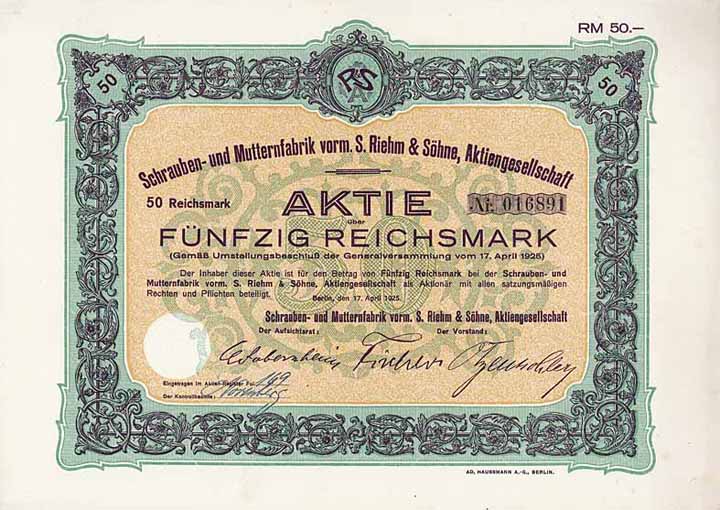 RM 50.—
50
RSA
50
Schrauben- und Mutternfabrik vorm. S. Riehm & Söhne, Aktiengesellschaft
50 Reichsmark
AKTIE
Nr. 016891
über
FÜNFZIG REICHSMARK
(Gemäß Umstellungsbeschluß der Generalversammlung vom 17. April 1925)
Der Inhaber dieser Aktie ist für den Betrag von Fünfzig Reichsmark bei der Schrauben- und
Mutternfabrik vorm. S. Riehm & Söhne, Aktiengesellschaft als Aktionär mit allen satzungsmäßigen
Rechten und Pflichten beteiligt.
Berlin, den 17. April 1925.
Schrauben- und Mutternfabrik vorm. S. Riehm & Söhne, Aktiengesellschaft
Der Aufsichtsrat:
Der Vorstand:
Eingetragen im Aktien-Register Fol. 169
Der Kontrollbeamte:
AD. HAUSSMANN A.-G., BERLIN.